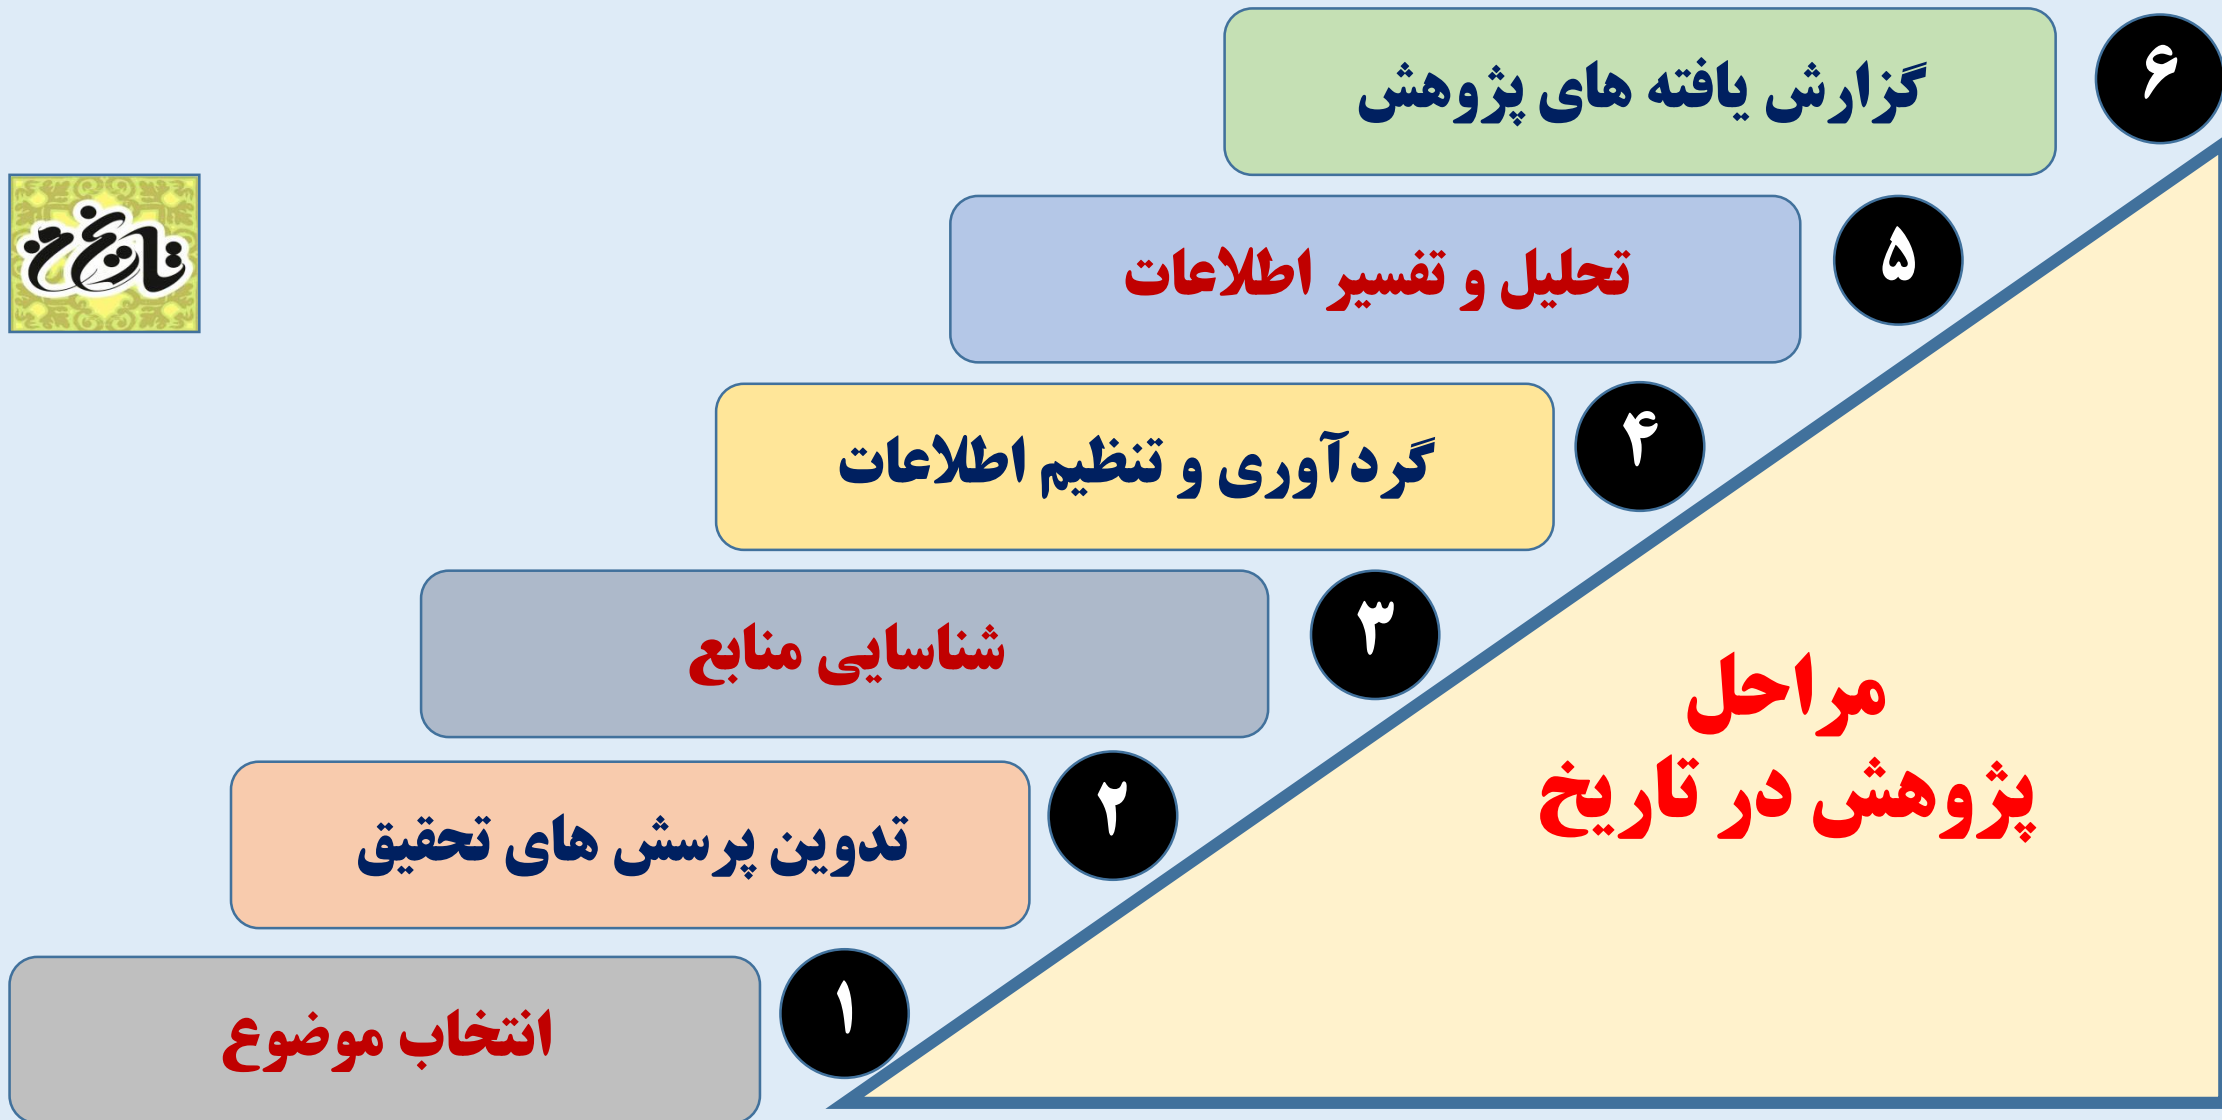 ۶
گزارش یافته های پژوهش
۵
تحلیل و تفسیر اطلاعات
تاریخ
۴
گردآوری و تنظیم اطلاعات
۳
شناسایی منابع
مراحل
پژوهش در تاریخ
۲
تدوین پرسش های تحقیق
۱
انتخاب موضوع